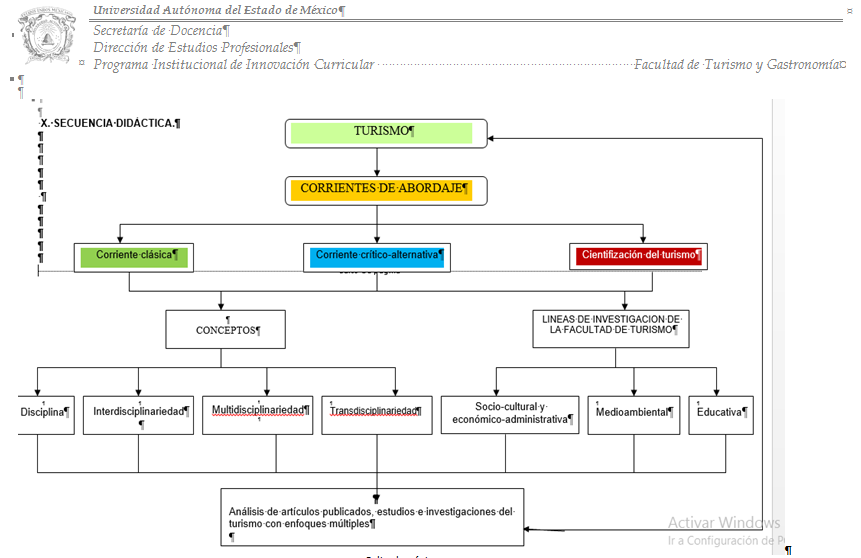 Universidad Autónoma del Estado de México¶
Secretaría de Docencia¶
Dirección de Estudios Profesionales¶
Programa Institucional de Innovación Curricular Facultad de Turismo y Gastronomía
X. SECUENCIA DIDÁCTICA.¶
TURISMO¶
CORRIENTES DE ABORDAJE¶
Corriente clásica¶
Corriente crítico-alternativa¶
Cientifización del turismo¶
CONCEPTOS¶
LINEAS DE INVESTIGACION DE
LA FACULTAD DE TURISMO¶
Disciplina¶
Interdisciplinariedad¶
Multidisciplinariedad¶
Transdisciplinariedad¶
Socio-cultural y
económico-administrativa¶
Medioambiental¶
Educativa¶
Análisis de artículos publicados, estudios e investigaciones del
turismo con enfoques múltiples¶
Activar Windows
Ir a Configuración de